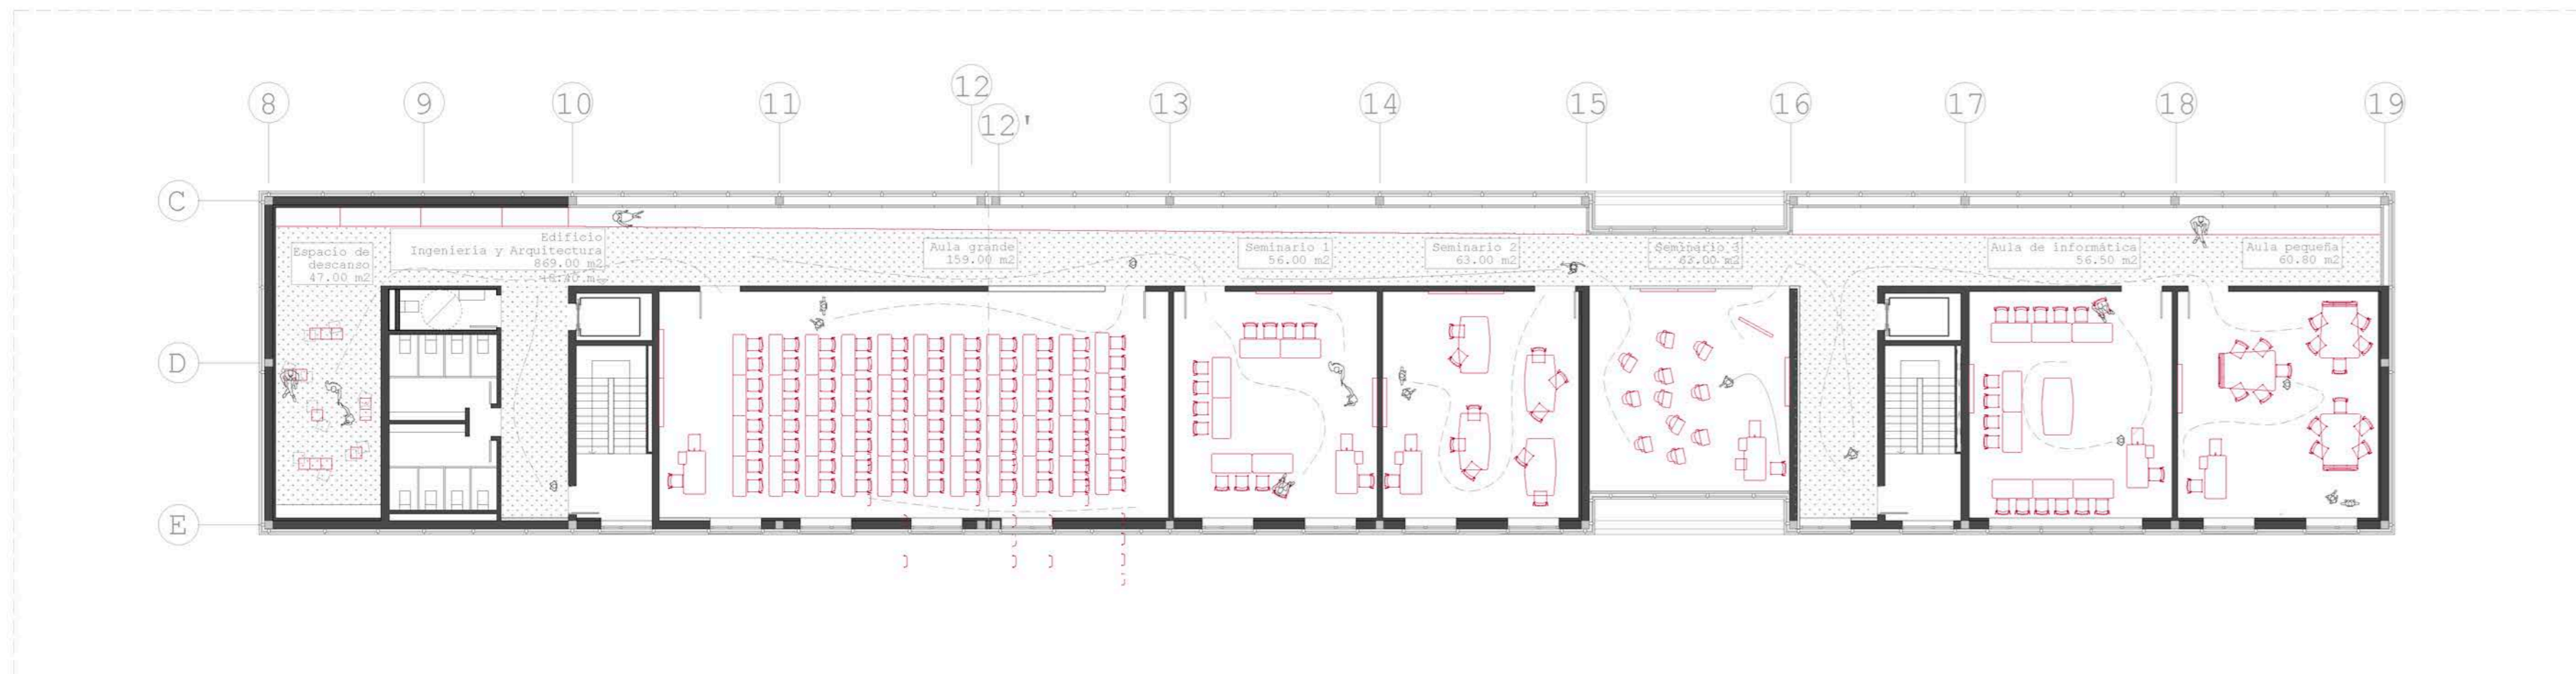 8
9
10
11
12
12'
13
14
15
16
17
18
19
C
D
E
Espacio de
descanso
47.00 m2
Edificio
Ingeniería y Arquitectura
869.00 m2
Aula grande
159.00 m2
Seminario 1
56.00 m2
Seminario 2
63.00 m2
Seminario 3
63.00 m2
Aula de informática
56.50 m2
Aula pequeña
60.80 m2